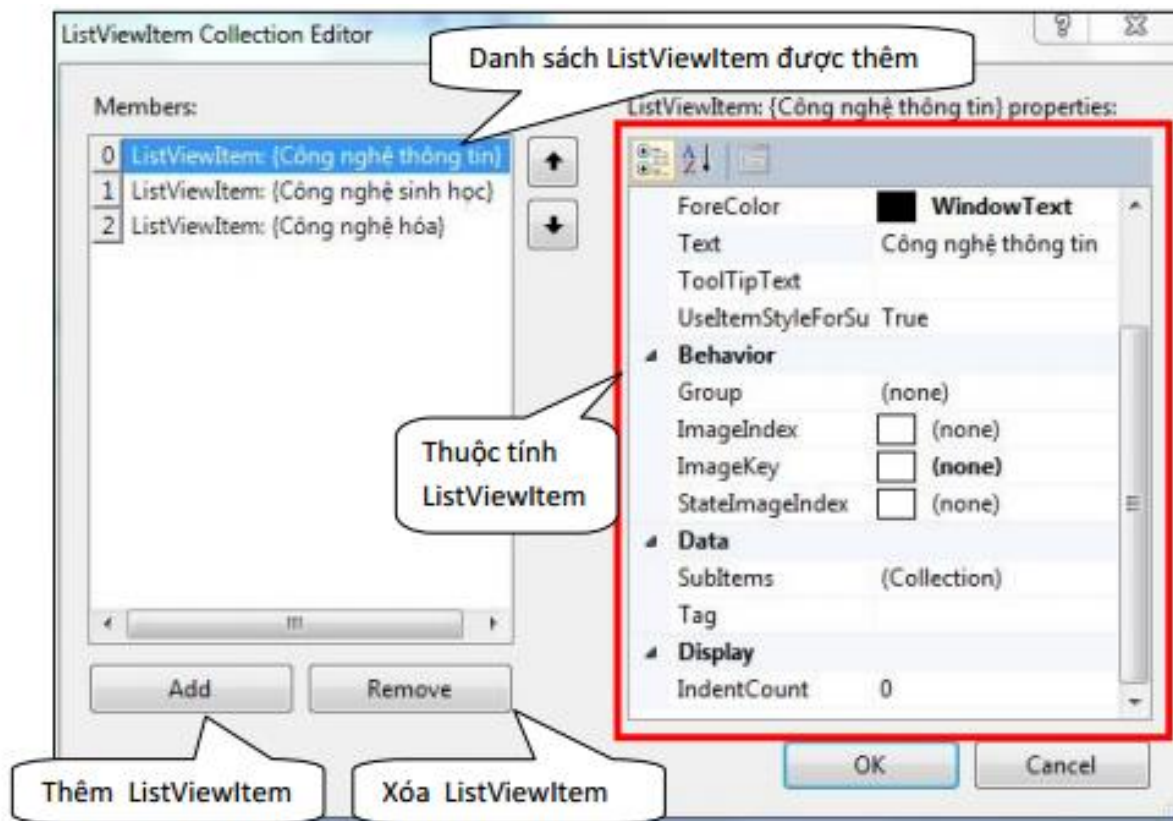 ListViewItem Collection Editor
Danh sách ListViewItem được thêm
Members:
0 ListViewItem: {Công nghệ thông tin}
1 ListViewItem: {Công nghệ sinh học}
2 ListViewItem: {Công nghệ hóa}
ListViewItem: {Công nghệ thông tin} properties:
ForeColor WindowText
Text Công nghệ thông tin
ToolTipText
UseItemStyleForSu True
Behavior
Group (none)
ImageIndex (none)
ImageKey (none)
StateImageIndex (none)
Data
SubItems (Collection)
Tag
Display
IndentCount 0
Thuộc tính
ListViewItem
Add Remove
Thêm ListViewItem
Xóa ListViewItem
OK Cancel